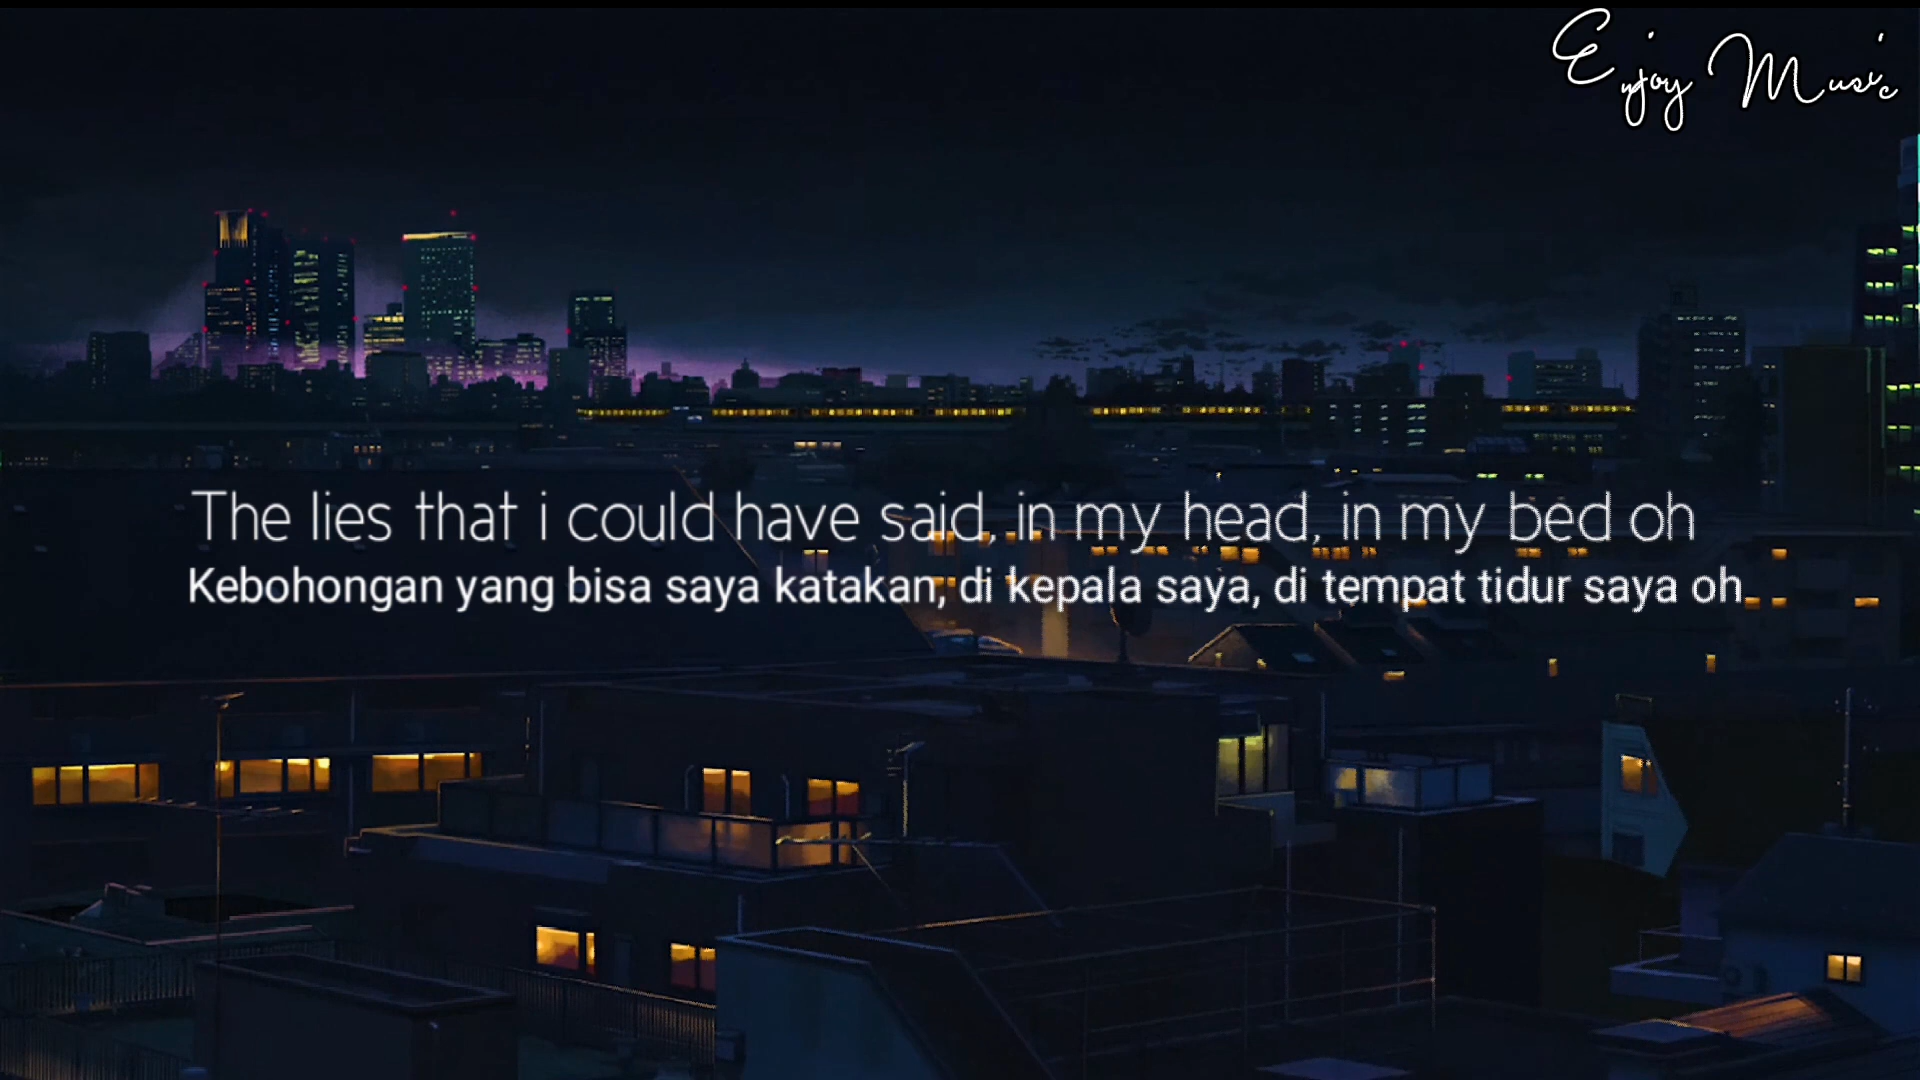 Enjoy Music
The lies that i could have said, in my head, in my bed oh
Kebohongan yang bisa saya katakan, di kepala saya, di tempat tidur saya oh